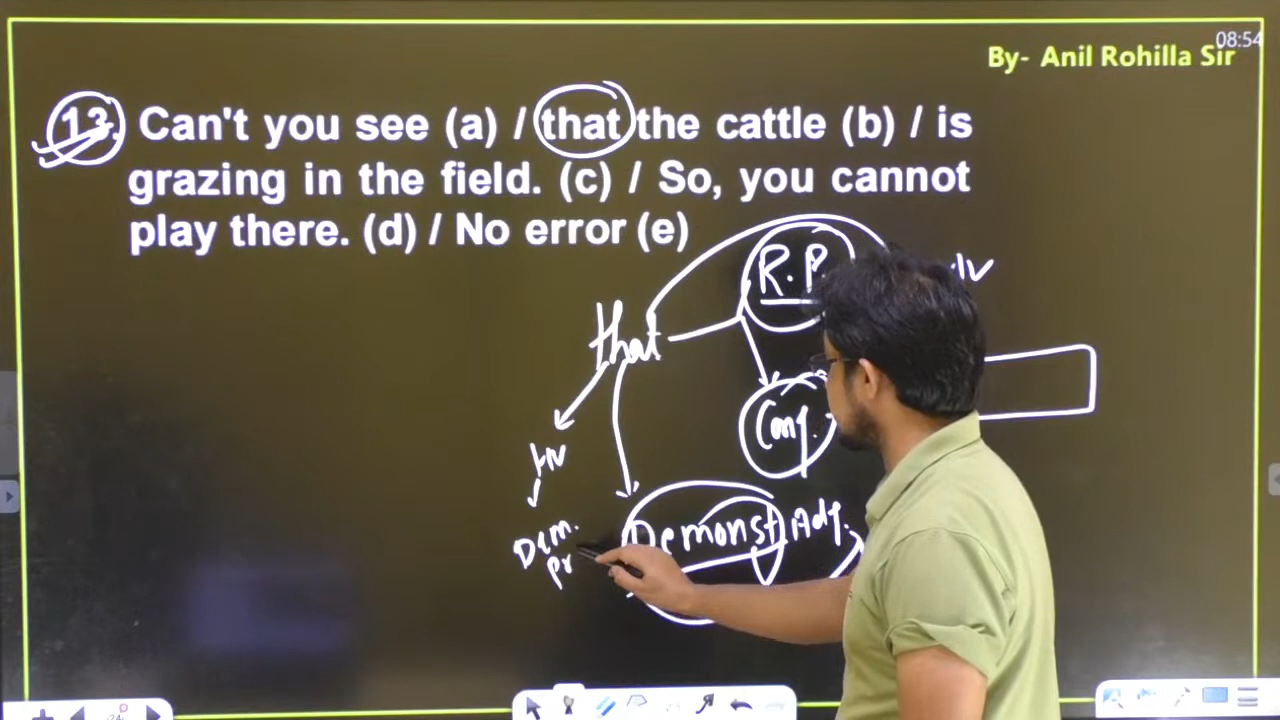 08:54
By- Anil Rohilla Sir
13. Can't you see (a) / that the cattle (b) / is
grazing in the field. (c) / So, you cannot
play there. (d) / No error (e)
R.P.
that
Conj.
HV
Demonst. Adj.
Dem.
pr